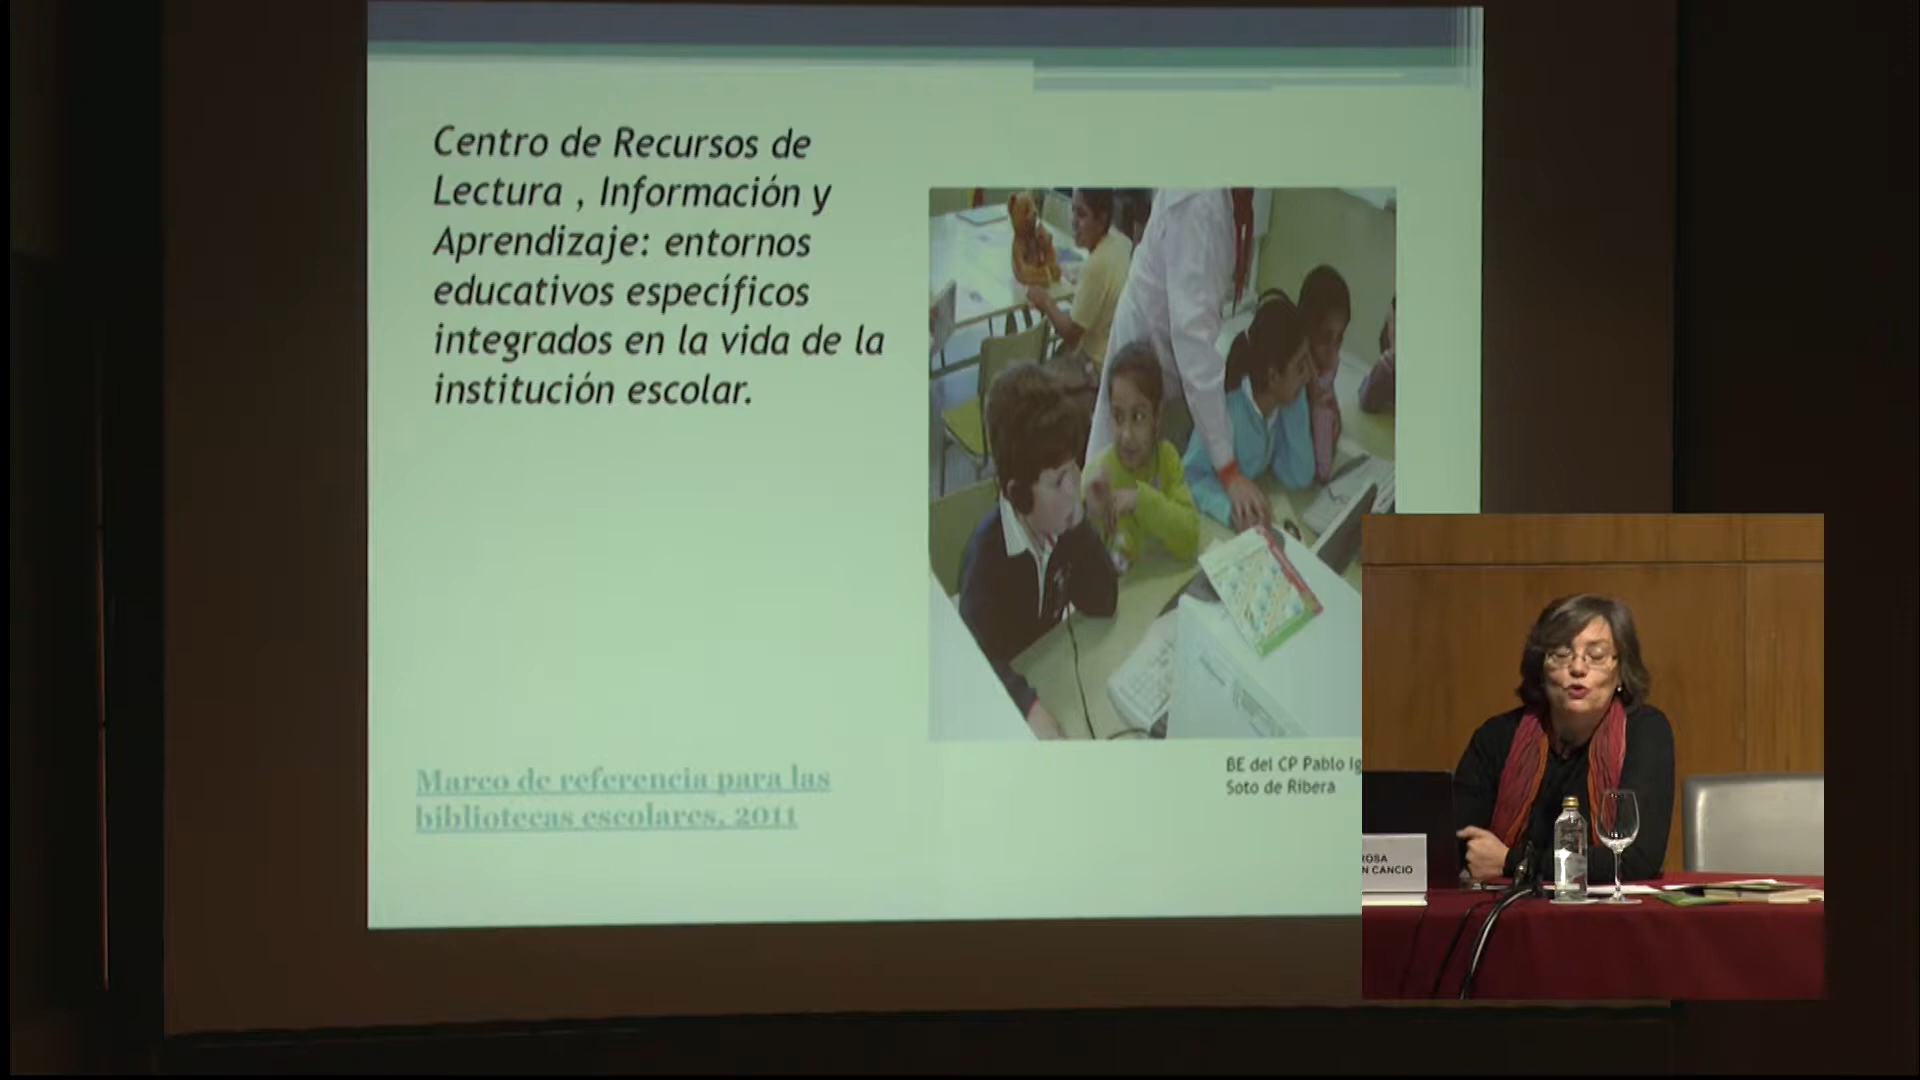 Centro de Recursos de
Lectura , Información y
Aprendizaje: entornos
educativos específicos
integrados en la vida de la
institución escolar.
Marco de referencia para las
bibliotecas escolares, 2011
BE del CP Pablo Ig
Soto de Ribera
ROSA
N CANCIO